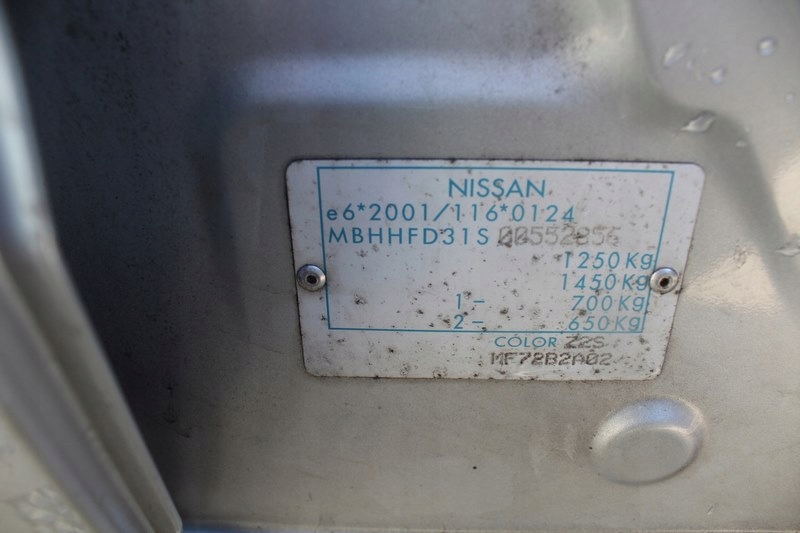 NISSAN
e6*2001/116*0124
MBHHFD31S
1250Kg
1450Kg
1- 700Kg
2- 650Kg
COLOR Z2S
MF72B2A02